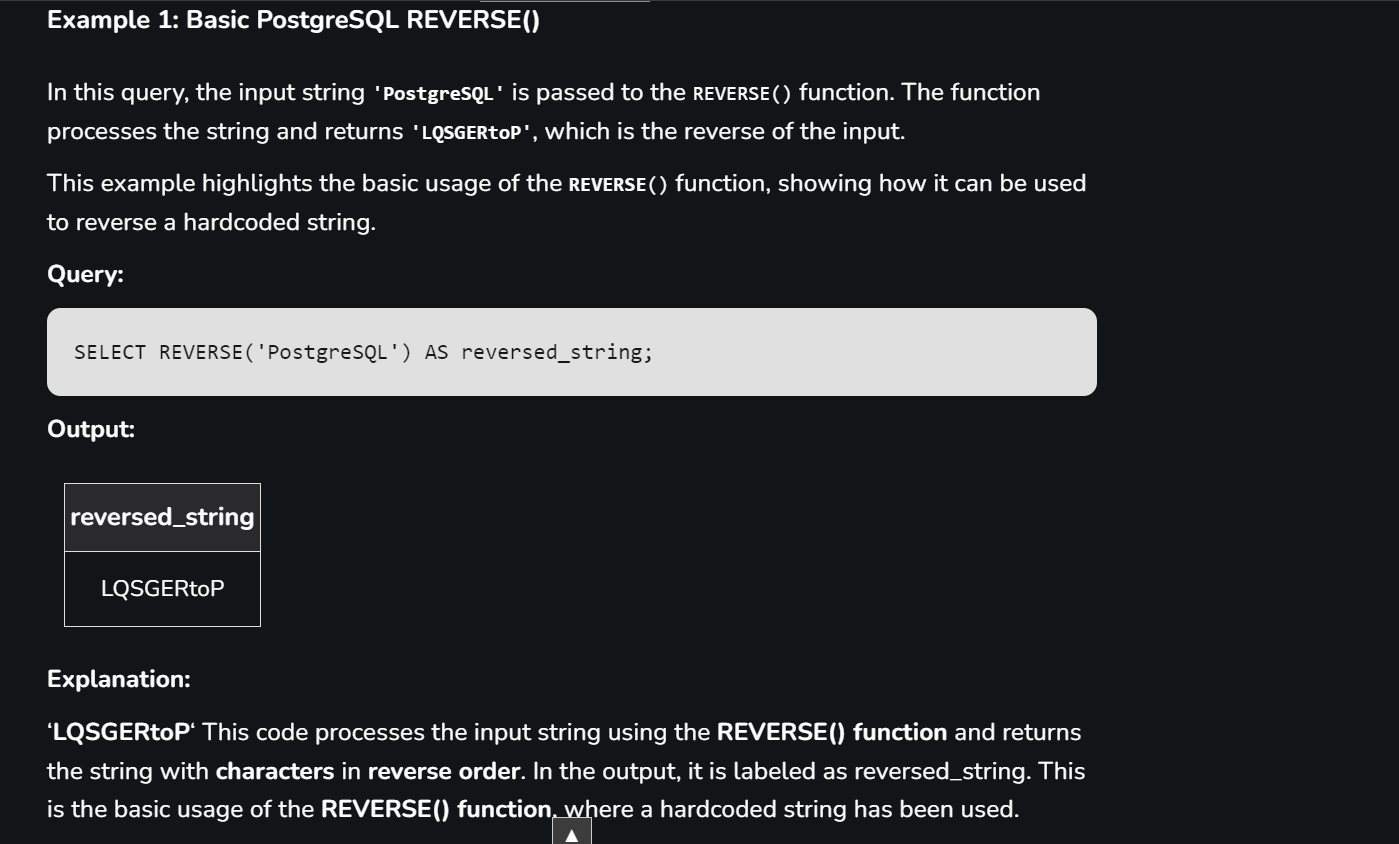 Example 1: Basic PostgreSQL REVERSE()
In this query, the input string 'PostgreSQL' is passed to the REVERSE() function. The function
processes the string and returns 'LQSGERtoP', which is the reverse of the input.
This example highlights the basic usage of the REVERSE() function, showing how it can be used
to reverse a hardcoded string.
Query:
SELECT REVERSE('PostgreSQL') AS reversed_string;
Output:
reversed_string
LQSGERtoP
Explanation:
‘LQSGERtoP‘ This code processes the input string using the REVERSE() function and returns
the string with characters in reverse order. In the output, it is labeled as reversed_string. This
is the basic usage of the REVERSE() function, where a hardcoded string has been used.